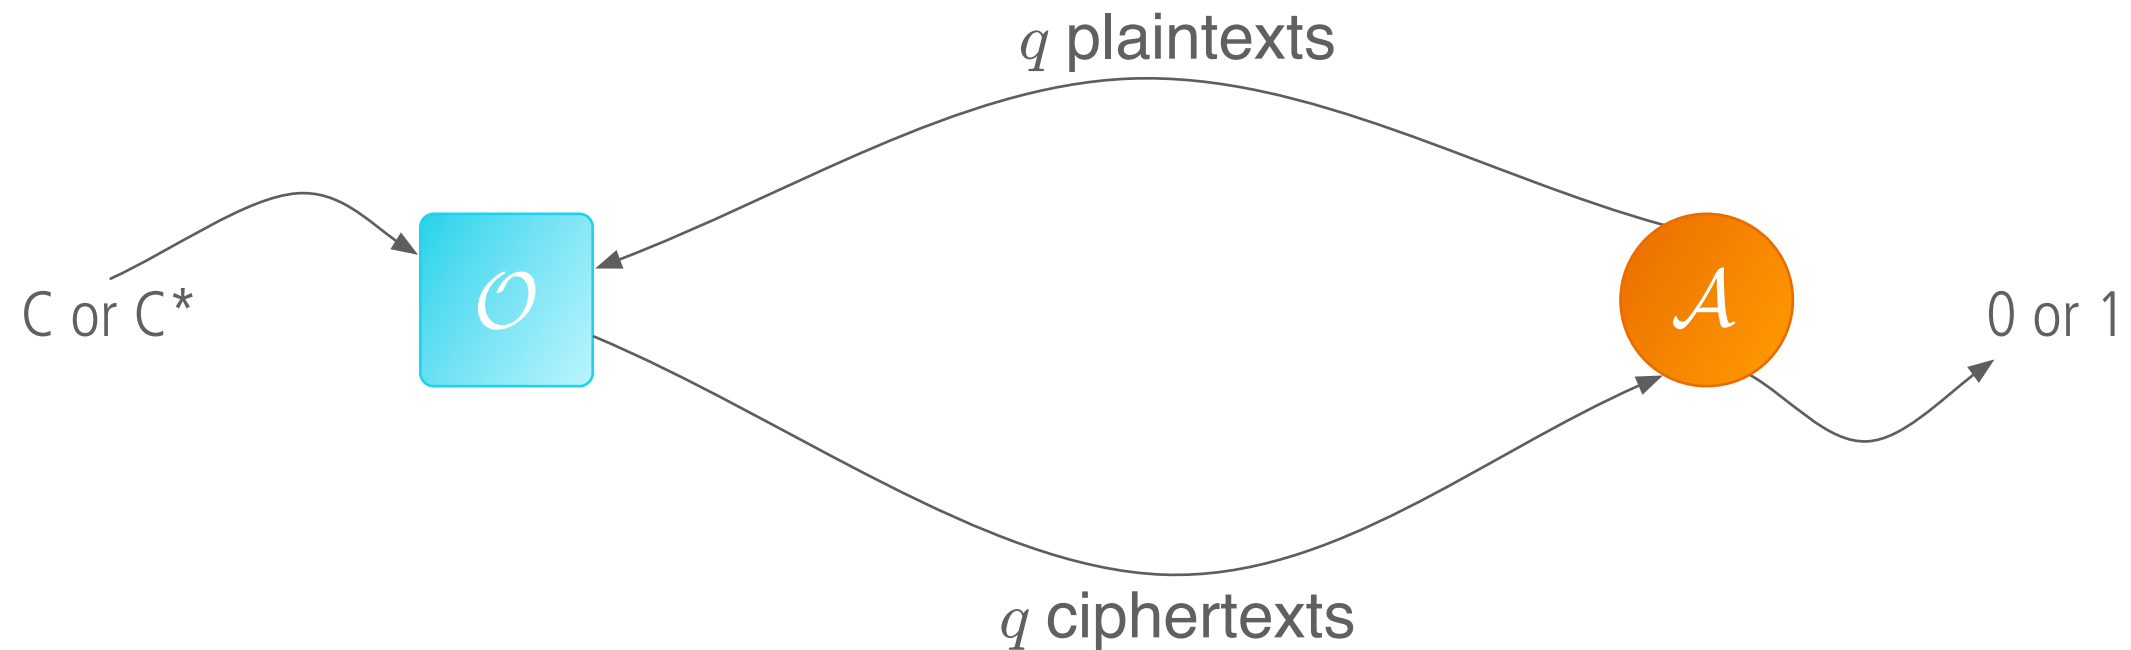 q plaintexts
C or C*
𝒪
𝒜
0 or 1
q ciphertexts